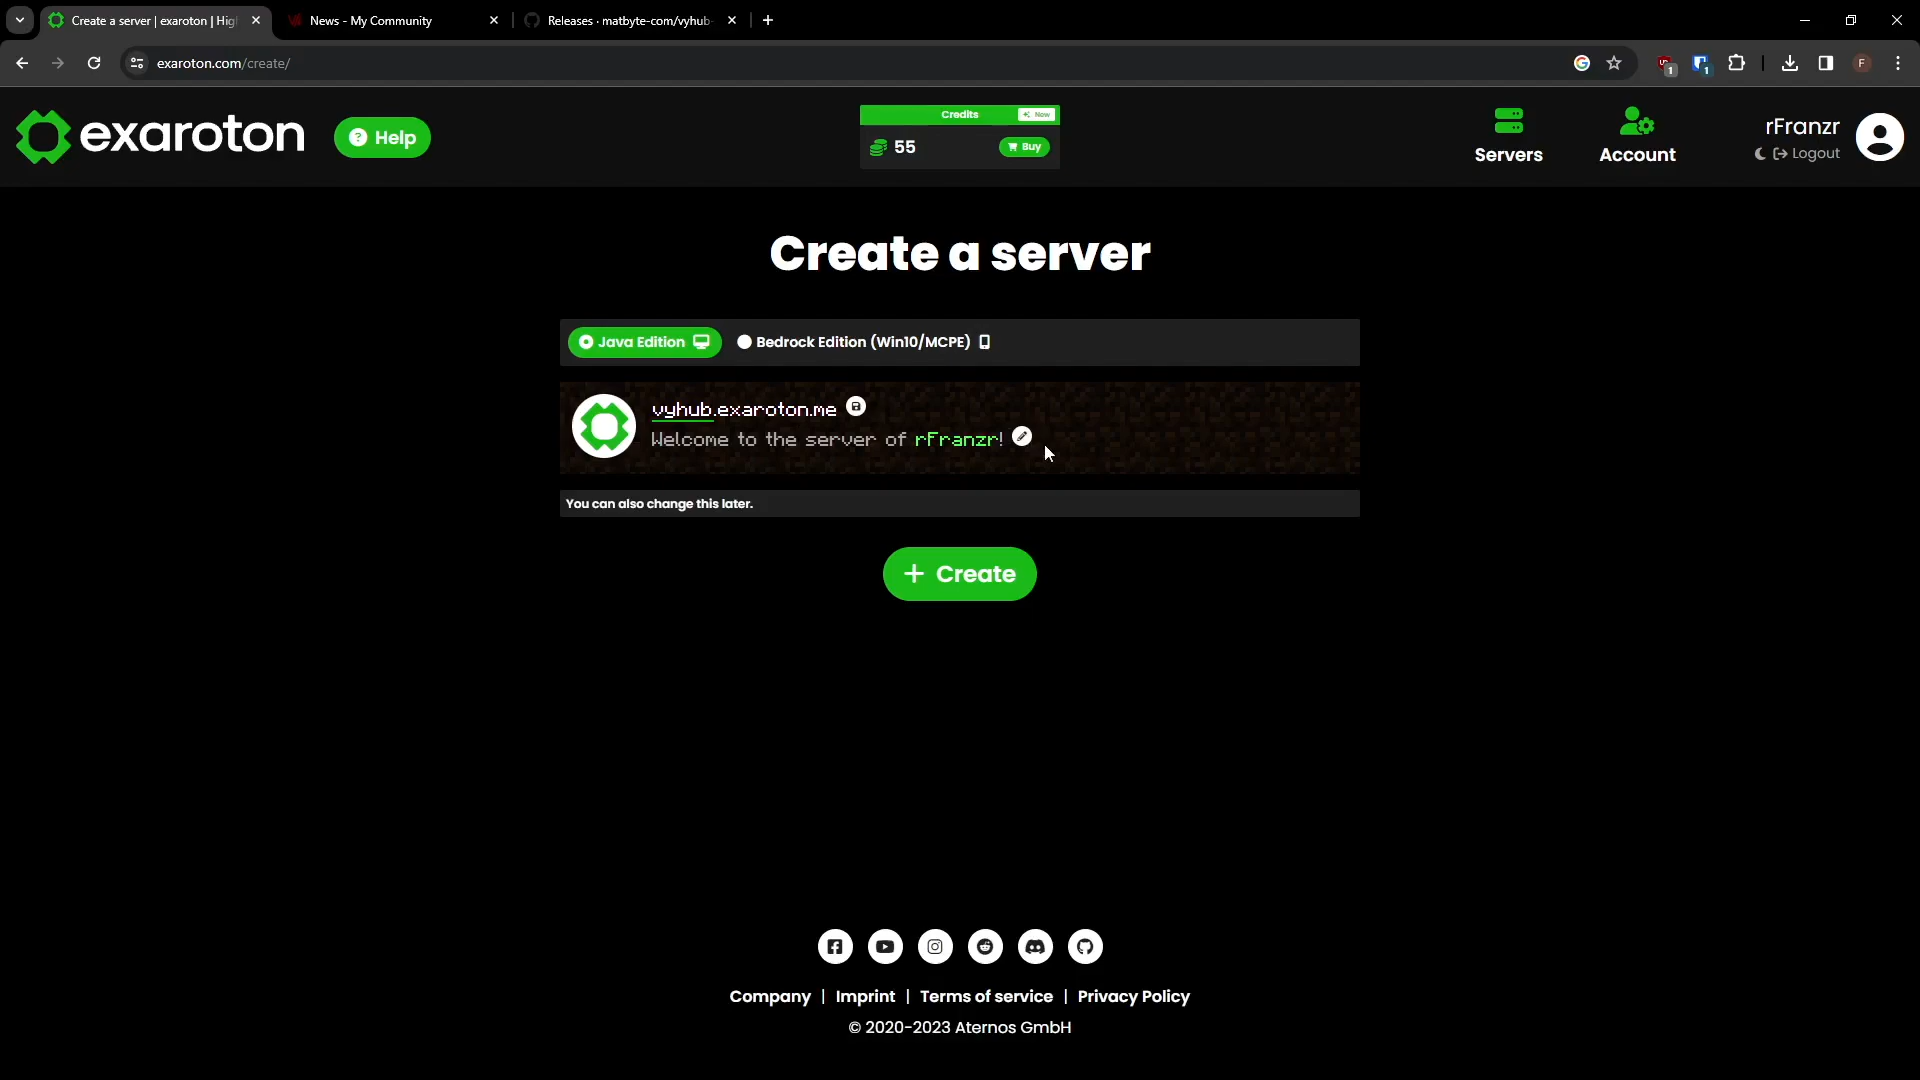 Create a server | exaroton | Hig
News - My Community
Releases · matbyte-com/vyhub-
exaroton.com/create/
1
1
F
exaroton
Help
Credits
New
55
Buy
Servers
Account
rFranzr
Logout
Create a server
Java Edition
Bedrock Edition (Win10/MCPE)
vyhub.exaroton.me
Welcome to the server of rFranzr!
You can also change this later.
+ Create
Company | Imprint | Terms of service | Privacy Policy
© 2020-2023 Aternos GmbH